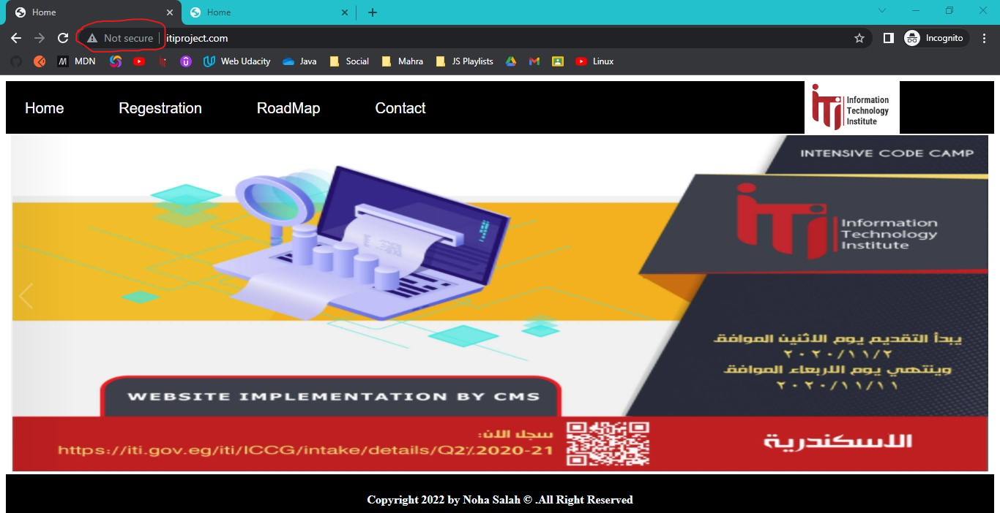 Home
Home
Not secure
itiproject.com
Incognito
MDN
Web Udacity
Java
Social
Mahra
JS Playlists
Linux
Home
Regestration
RoadMap
Contact
Information
Technology
Institute
INTENSIVE CODE CAMP
iTi
Information
Technology
Institute
يبدأ التقديم يوم الاثنين الموافق
٢٠٢٠/١١/٢
وينتهي يوم الاربعاء الموافق
٢٠٢٠/١١/١١
WEBSITE IMPLEMENTATION BY CMS
سجل الان:
https://iti.gov.eg/iti/ICCG/intake/details/Q2٪2020-21
الاسكندرية
Copyright 2022 by Noha Salah © .All Right Reserved